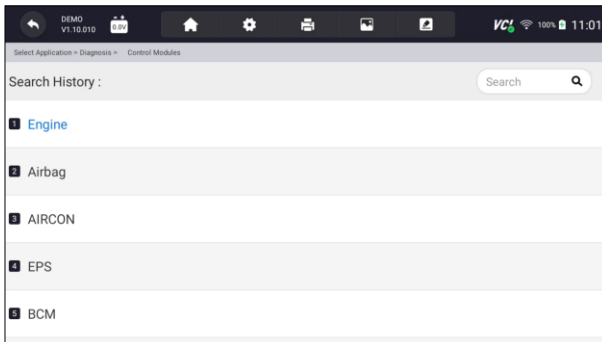 DEMO
V1.10.010
0.0V
VCI
100%
11:01
Select Application > Diagnosis > Control Modules
Search History :
Search
1 Engine
2 Airbag
3 AIRCON
4 EPS
5 BCM